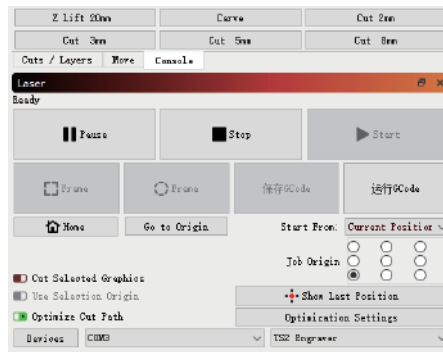 Z lift 20mm Carve Cut 2mm
Cut 3mm Cut 5mm Cut 8mm
Cuts / Layers Move Console
Laser
Ready
Pause Stop Start
Frame Frame 保存GCode 运行GCode
Home Go to Origin Start From: Current Position
Job Origin
Cut Selected Graphics
Use Selection Origin Show Last Position
Optimize Cut Path Optimization Settings
Devices COM3 TS2 Engraver